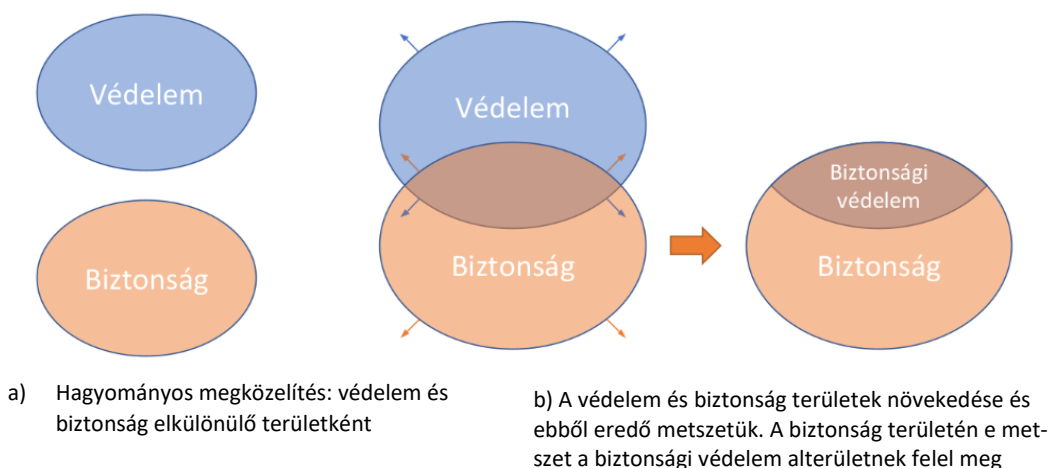 Védelem
Biztonság
Védelem
Biztonság
Biztonsági
védelem
Biztonság
a) Hagyományos megközelítés: védelem és
biztonság elkülönülő területként
b) A védelem és biztonság területek növekedése és
ebből eredő metszetük. A biztonság területén e met-
szet a biztonsági védelem alterületnek felel meg